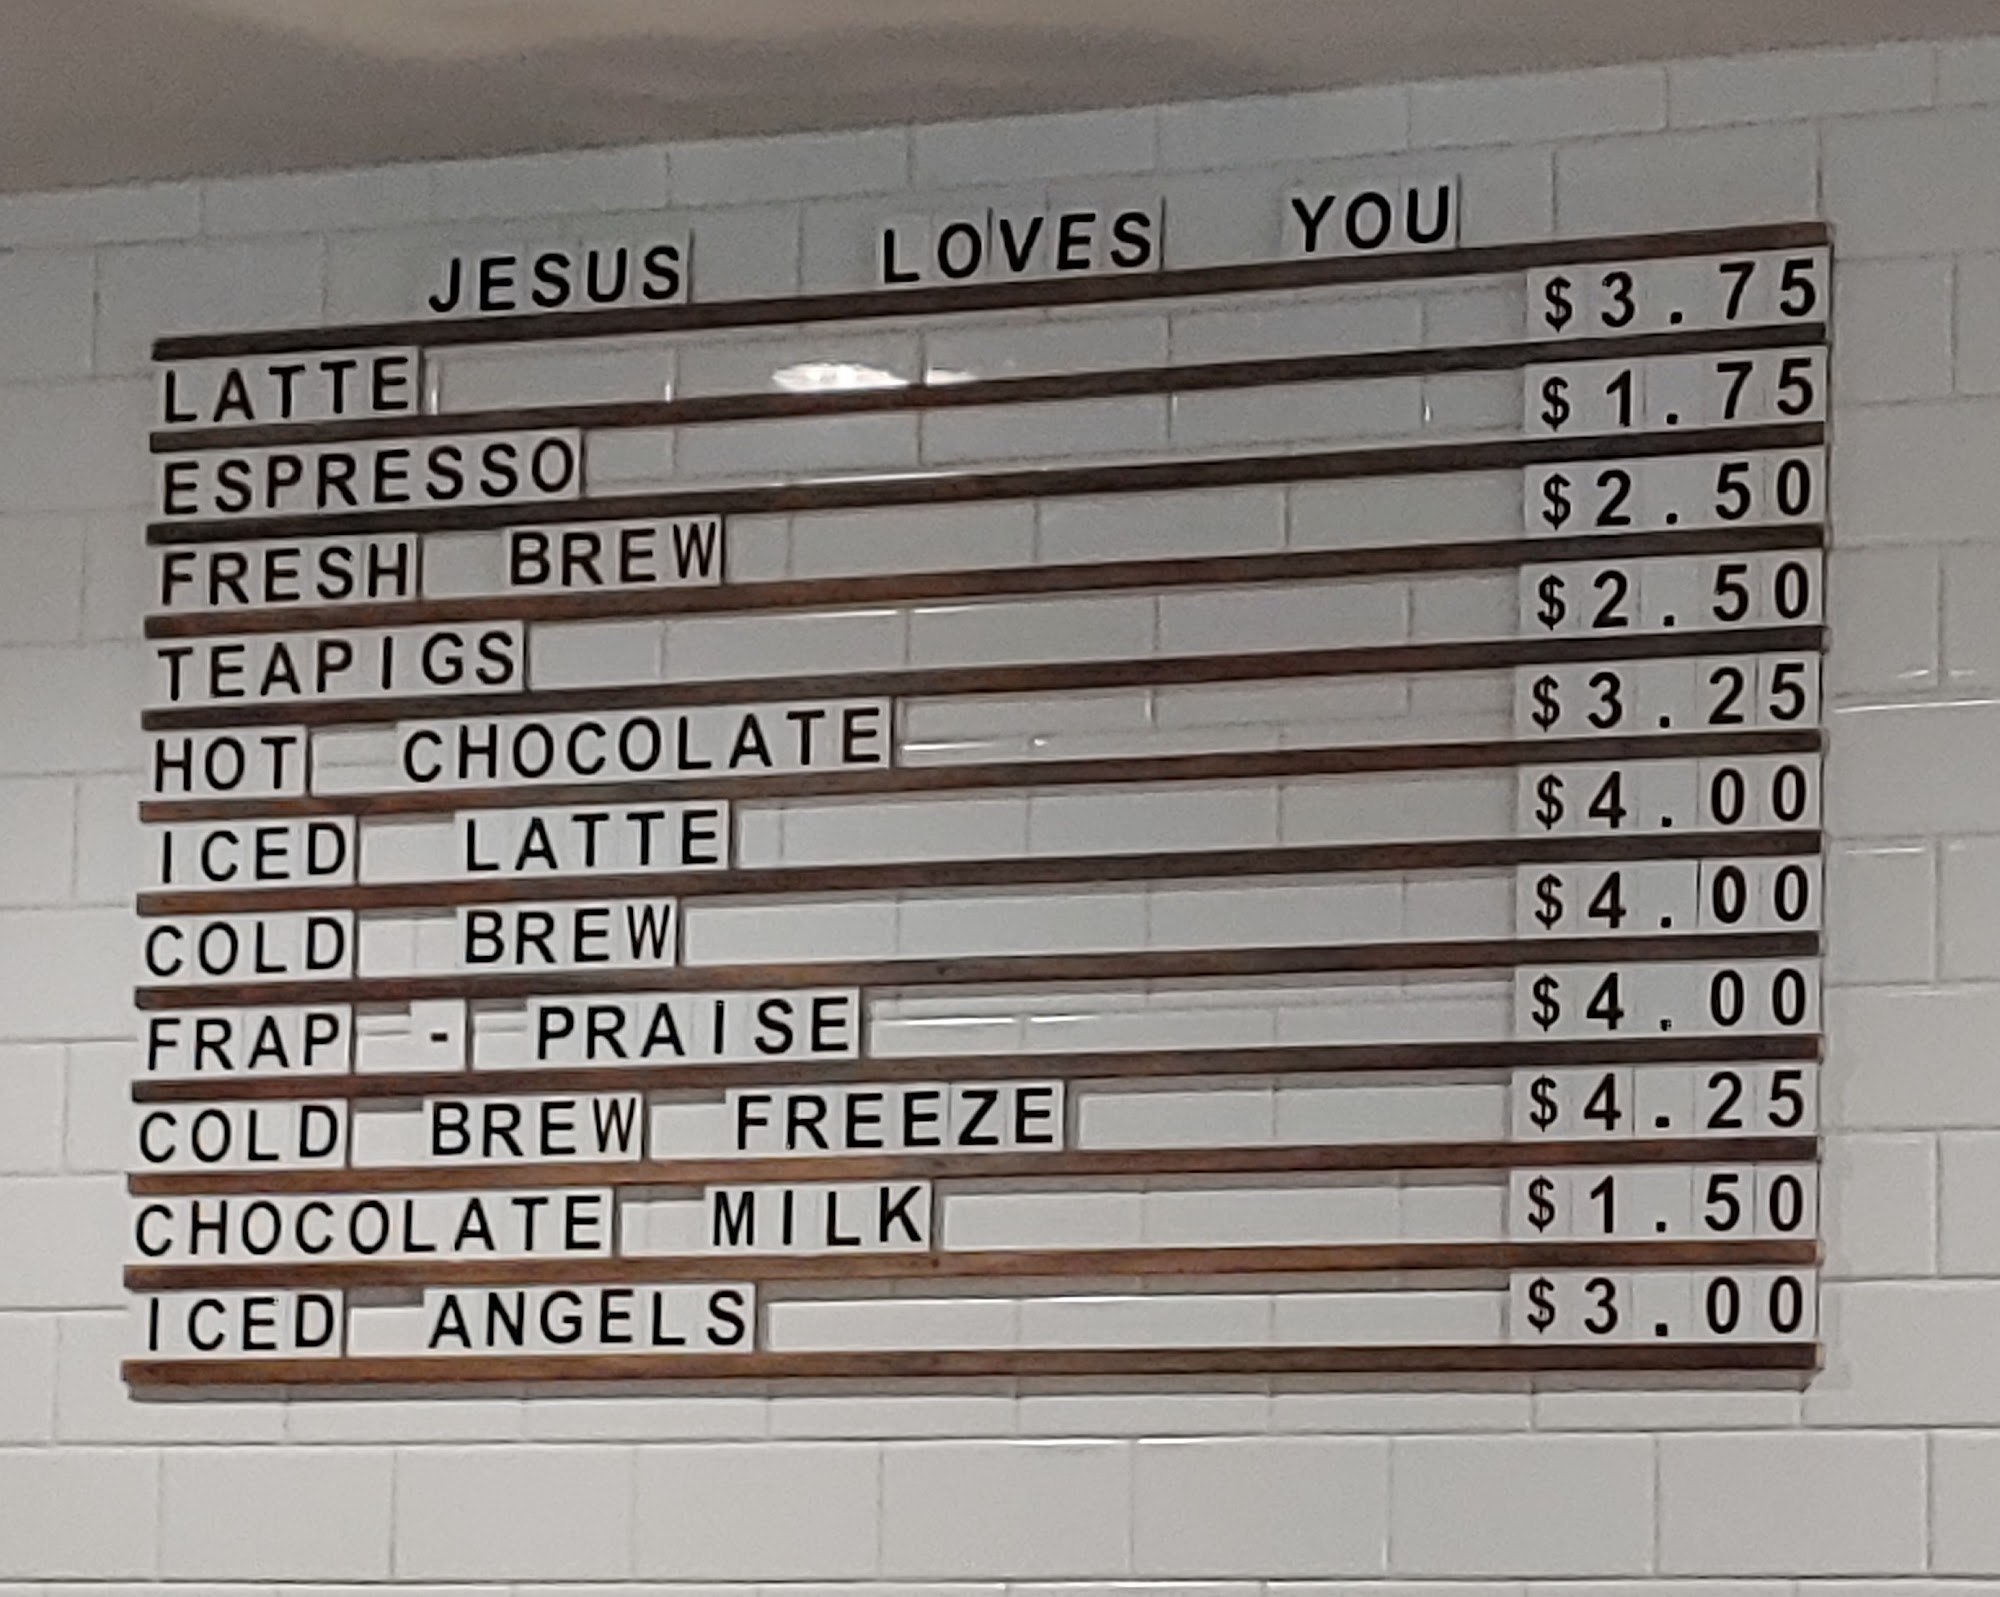 JESUS LOVES YOU
LATTE $3.75
ESPRESSO $1.75
FRESH BREW $2.50
TEAPIGS $2.50
HOT CHOCOLATE $3.25
ICED LATTE $4.00
COLD BREW $4.00
FRAP - PRAISE $4.00
COLD BREW FREEZE $4.25
CHOCOLATE MILK $1.50
ICED ANGELS $3.00